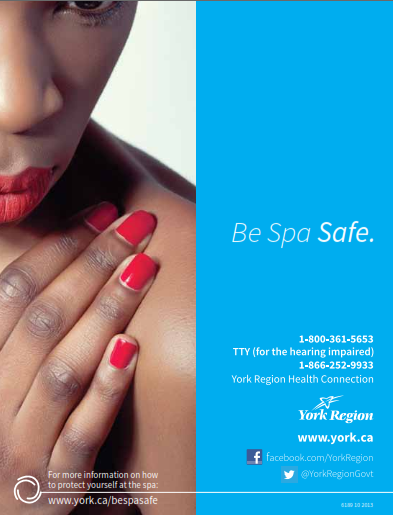 Be Spa Safe.
1-800-361-5653
TTY (for the hearing impaired)
1-866-252-9933
York Region Health Connection
York Region
www.york.ca
facebook.com/YorkRegion
@YorkRegionGovt
For more information on how
to protect yourself at the spa:
www.york.ca/bespasafe
6180 10 2013